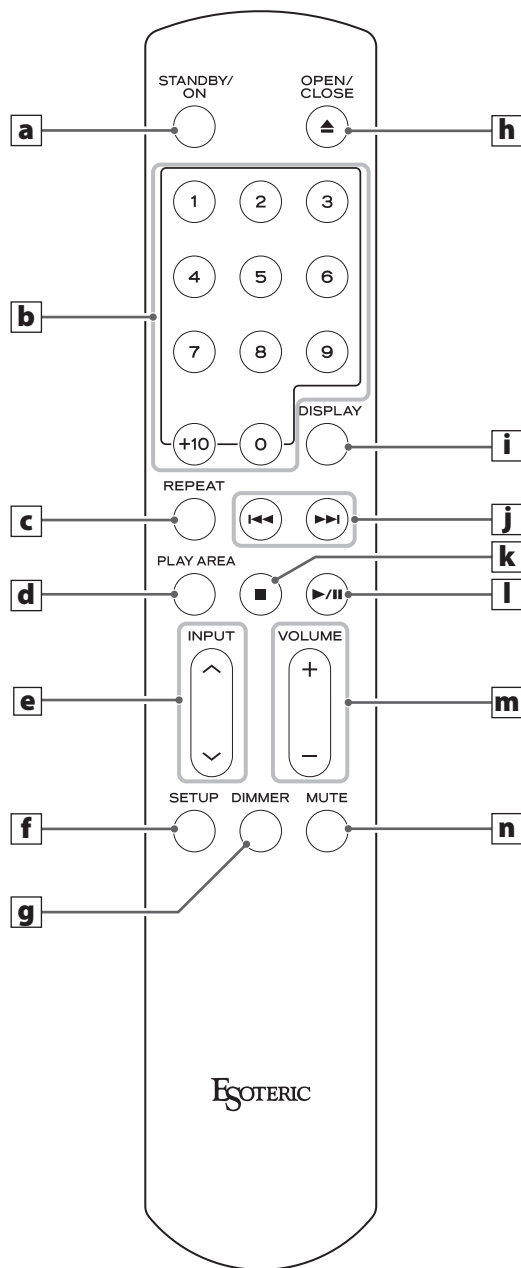 STANDBY/
ON
OPEN/
CLOSE
a
h
1 2 3
4 5 6
b
7 8 9
DISPLAY
+10 0
i
REPEAT
c
j
k
PLAY AREA
d
l
INPUT VOLUME
+
e
m
−
SETUP DIMMER MUTE
f
n
g
ESOTERIC